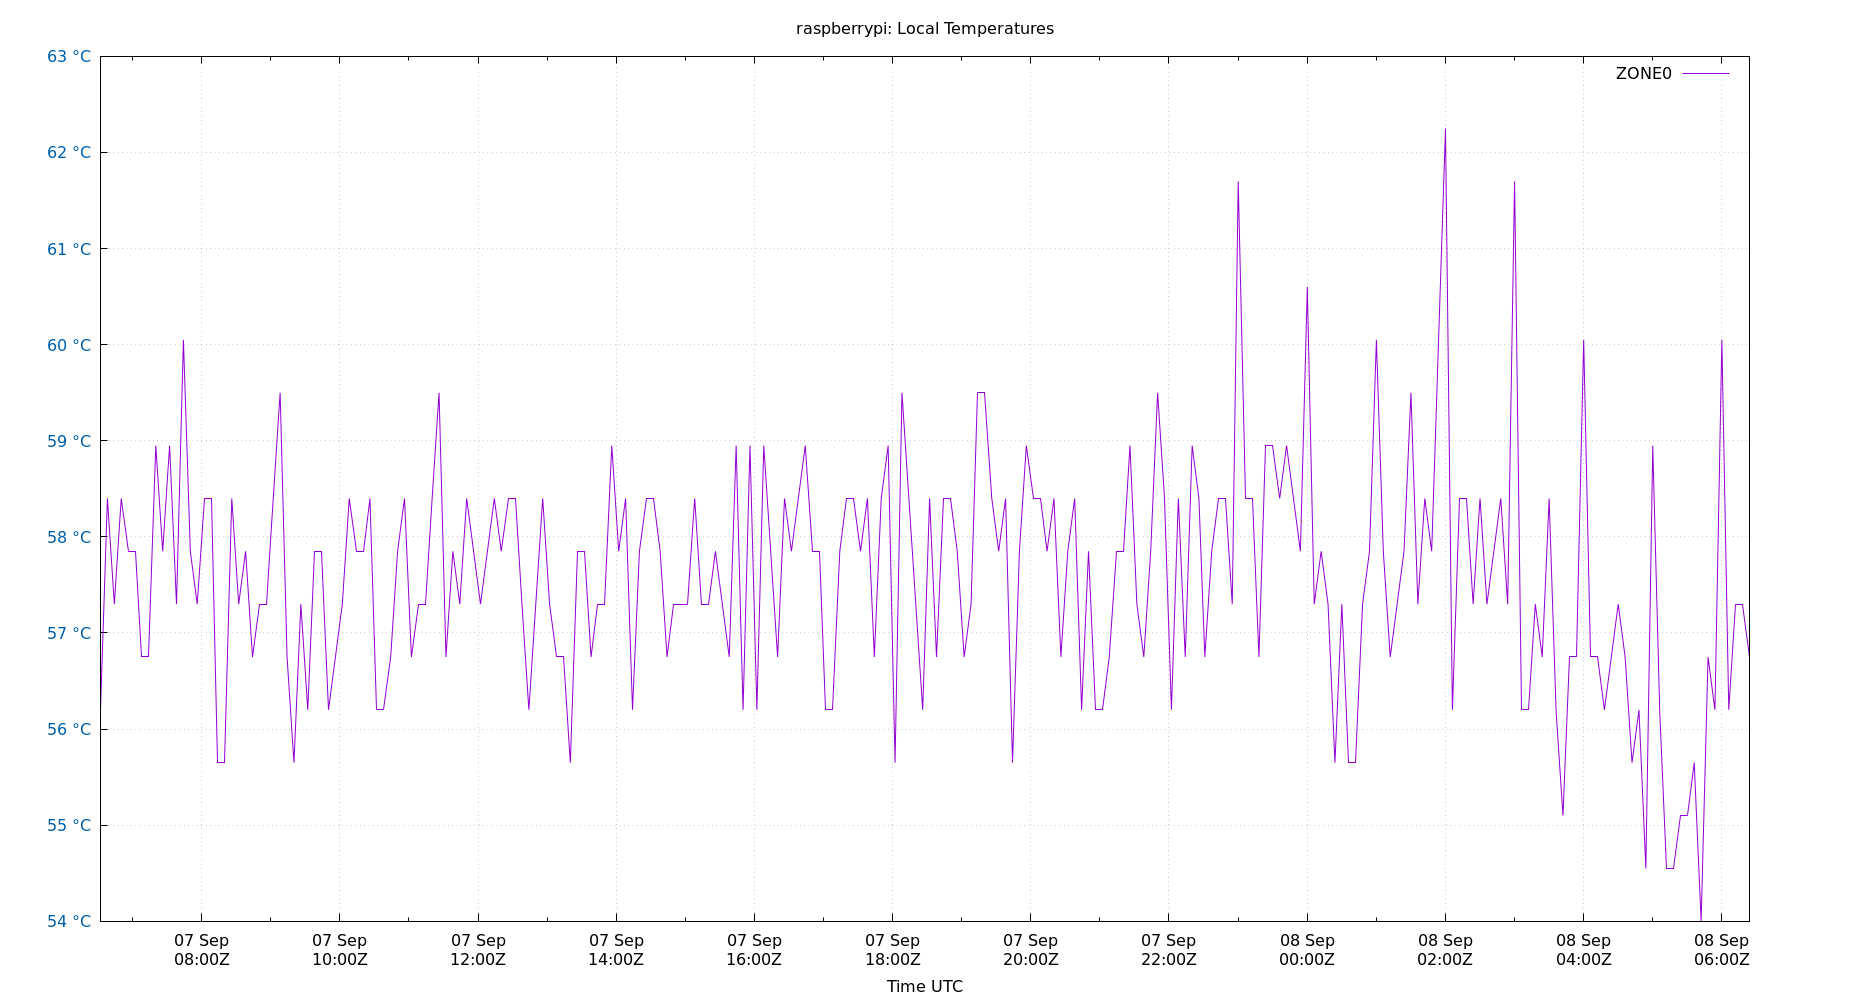 raspberrypi: Local Temperatures
63 °C
ZONE0
62 °C
61 °C
60 °C
59 °C
58 °C
57 °C
56 °C
55 °C
54 °C
07 Sep 07 Sep 07 Sep 07 Sep 07 Sep 07 Sep 07 Sep 07 Sep 08 Sep 08 Sep 08 Sep 08 Sep
08:00Z 10:00Z 12:00Z 14:00Z 16:00Z 18:00Z 20:00Z 22:00Z 00:00Z 02:00Z 04:00Z 06:00Z
Time UTC